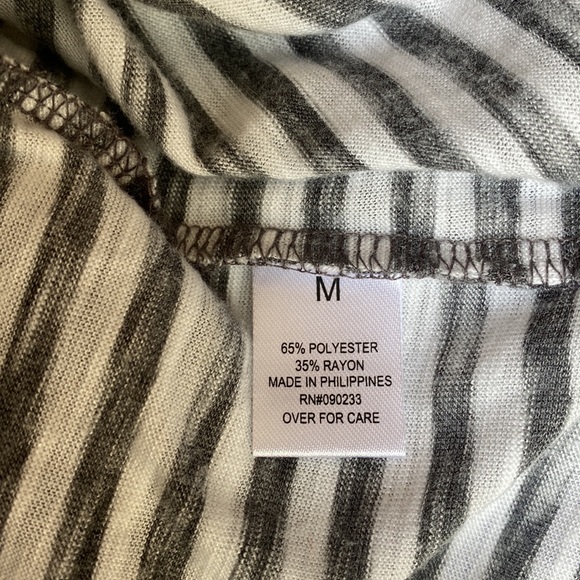 M
65% POLYESTER
35% RAYON
MADE IN PHILIPPINES
RN#090233
OVER FOR CARE